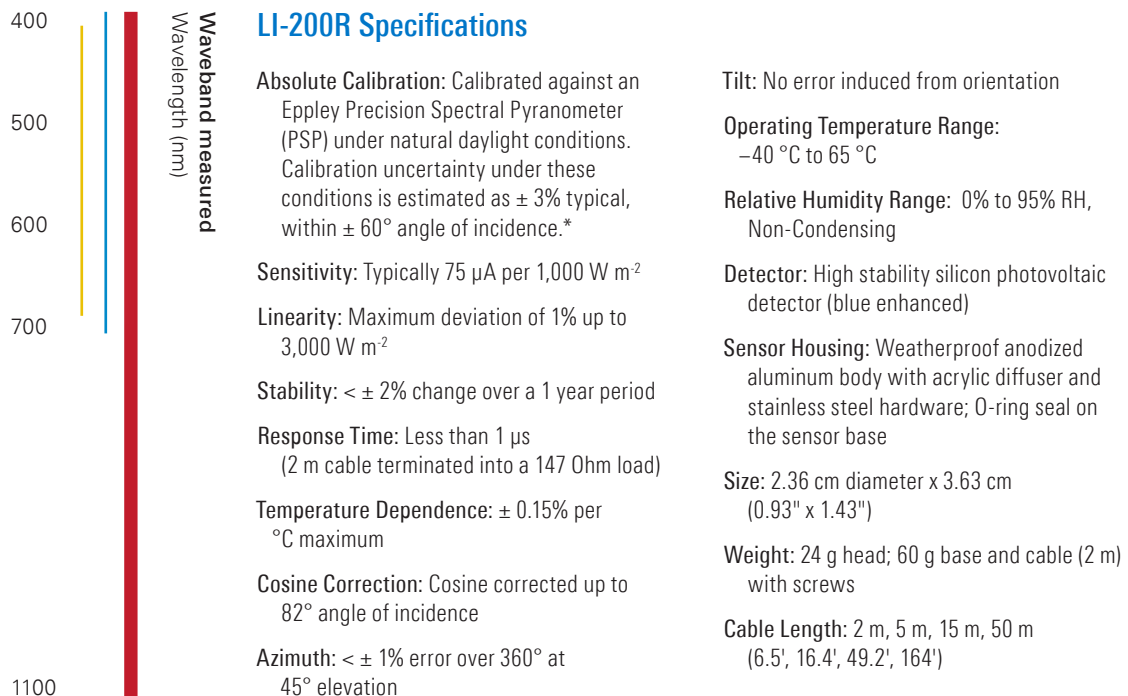 400
500
600
700
1100
Waveband measured
Wavelength (nm)
LI-200R Specifications
Absolute Calibration: Calibrated against an
Eppley Precision Spectral Pyranometer
(PSP) under natural daylight conditions.
Calibration uncertainty under these
conditions is estimated as ± 3% typical,
within ± 60° angle of incidence.*
Sensitivity: Typically 75 µA per 1,000 W m⁻²
Linearity: Maximum deviation of 1% up to
3,000 W m⁻²
Stability: < ± 2% change over a 1 year period
Response Time: Less than 1 µs
(2 m cable terminated into a 147 Ohm load)
Temperature Dependence: ± 0.15% per
°C maximum
Cosine Correction: Cosine corrected up to
82° angle of incidence
Azimuth: < ± 1% error over 360° at
45° elevation
Tilt: No error induced from orientation
Operating Temperature Range:
–40 °C to 65 °C
Relative Humidity Range: 0% to 95% RH,
Non-Condensing
Detector: High stability silicon photovoltaic
detector (blue enhanced)
Sensor Housing: Weatherproof anodized
aluminum body with acrylic diffuser and
stainless steel hardware; O-ring seal on
the sensor base
Size: 2.36 cm diameter x 3.63 cm
(0.93" x 1.43")
Weight: 24 g head; 60 g base and cable (2 m)
with screws
Cable Length: 2 m, 5 m, 15 m, 50 m
(6.5', 16.4', 49.2', 164')